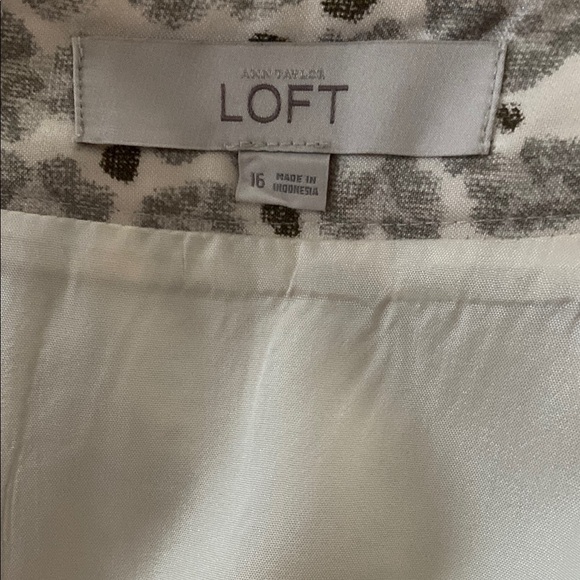 ANN TAYLOR
LOFT
16 MADE IN
INDONESIA